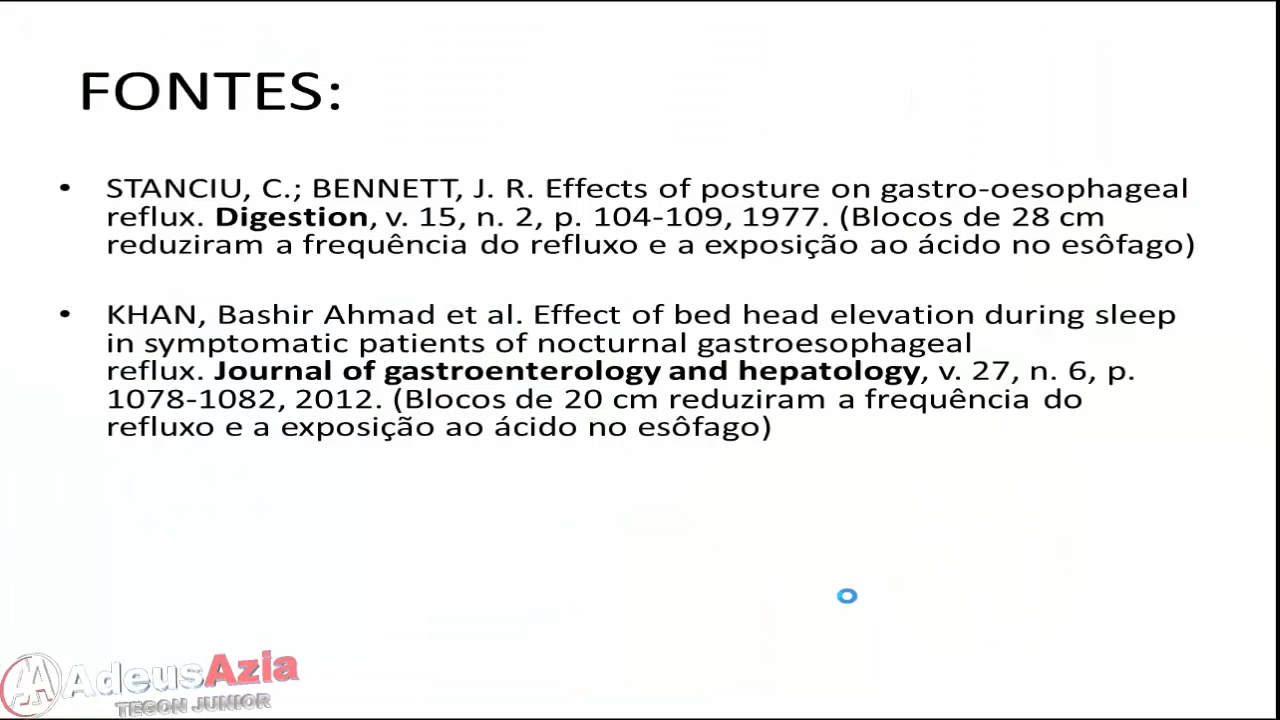 FONTES:
• STANCIU, C.; BENNETT, J. R. Effects of posture on gastro-oesophageal
reflux. Digestion, v. 15, n. 2, p. 104-109, 1977. (Blocos de 28 cm
reduziram a frequência do refluxo e a exposição ao ácido no esôfago)
• KHAN, Bashir Ahmad et al. Effect of bed head elevation during sleep
in symptomatic patients of nocturnal gastroesophageal
reflux. Journal of gastroenterology and hepatology, v. 27, n. 6, p.
1078-1082, 2012. (Blocos de 20 cm reduziram a frequência do
refluxo e a exposição ao ácido no esôfago)
AA AdeusAzia
TEGON JUNIOR